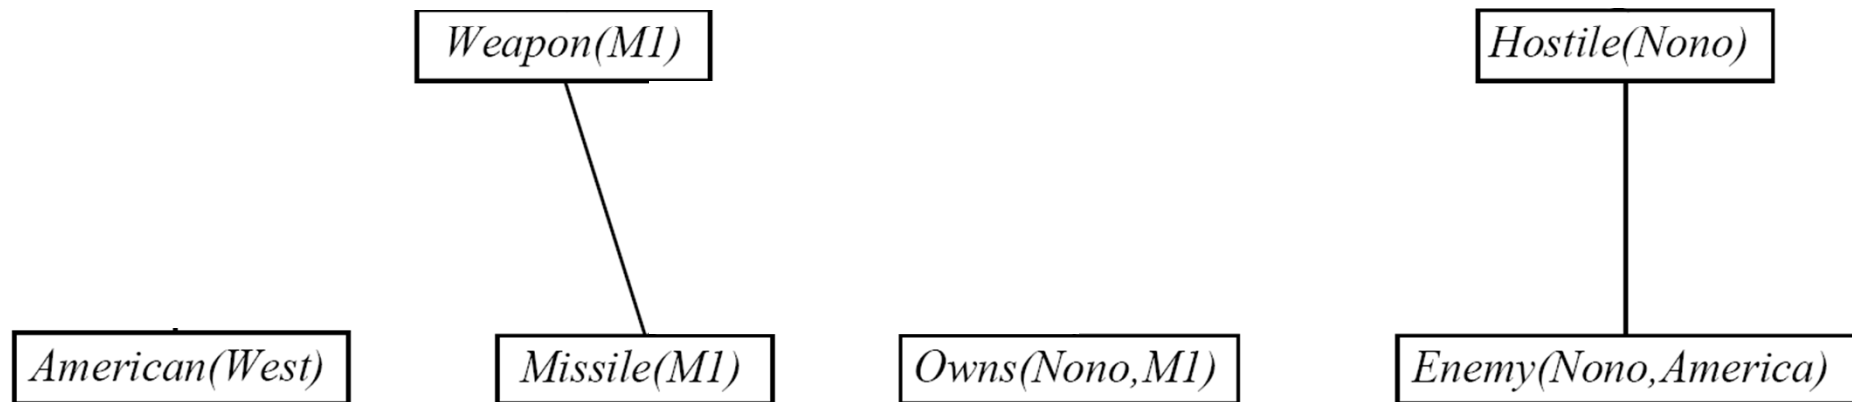 Weapon(M1)
Hostile(Nono)
American(West)
Missile(M1)
Owns(Nono,M1)
Enemy(Nono,America)